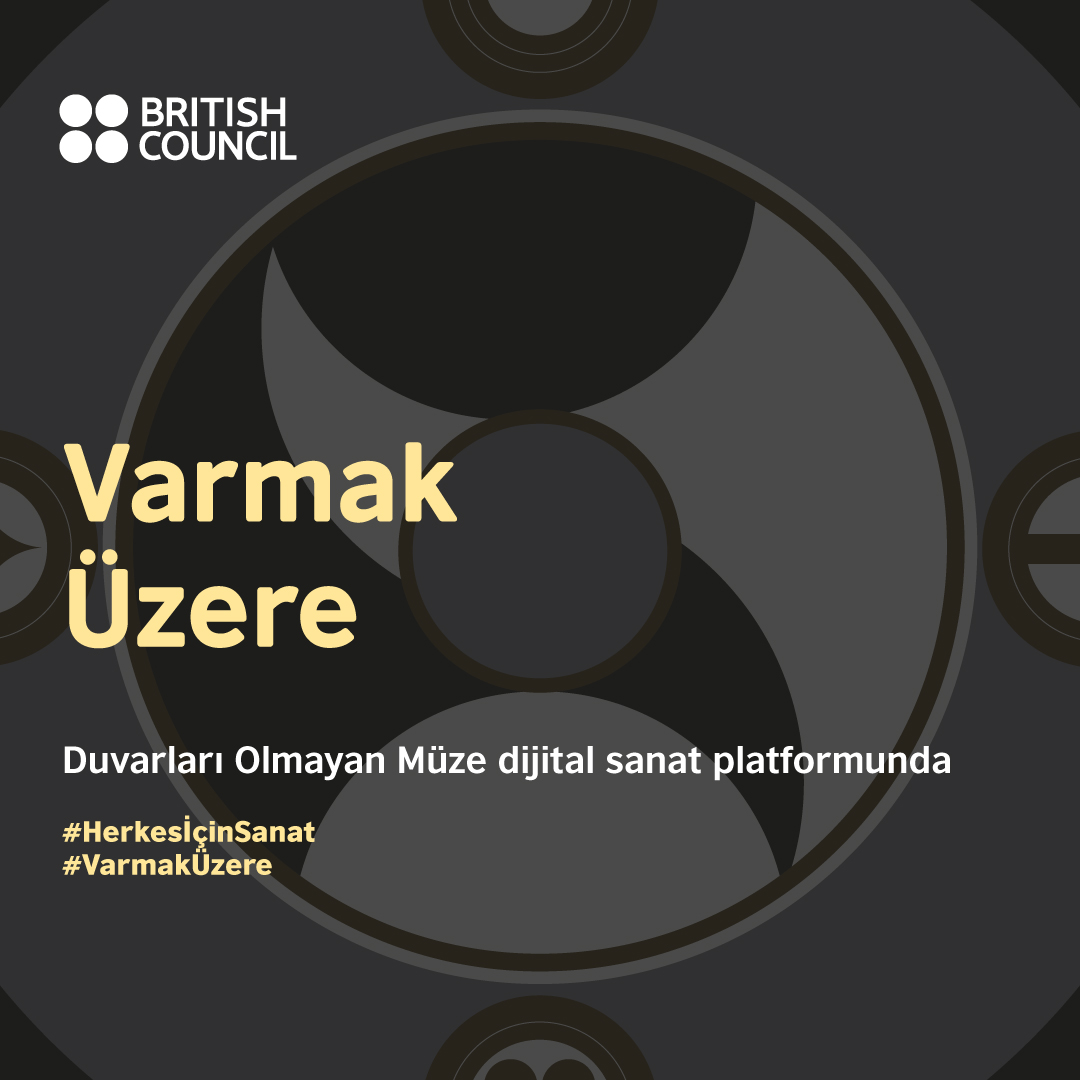 BRITISH
COUNCIL
Varmak
Üzere
Duvarları Olmayan Müze dijital sanat platformunda
#HerkesİçinSanat
#VarmakÜzere